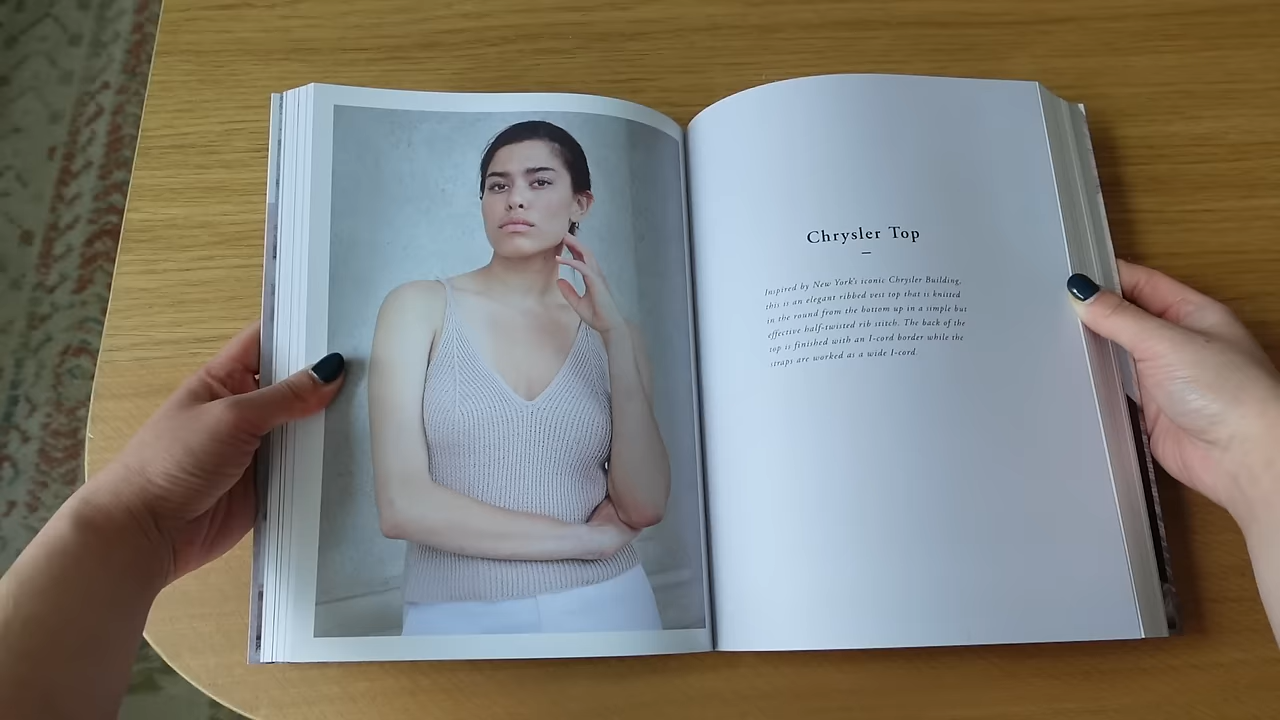 Chrysler Top
Inspired by New York's iconic Chrysler Building,
this is an elegant ribbed vest top that is knitted
in the round from the bottom up in a simple but
effective half-twisted rib stitch. The back of the
top is finished with an I-cord border while the
straps are worked as a wide I-cord